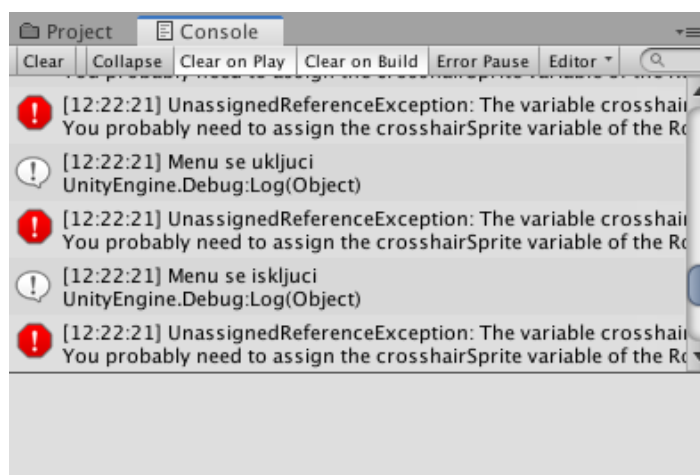 Project Console
Clear Collapse Clear on Play Clear on Build Error Pause Editor
[12:22:21] UnassignedReferenceException: The variable crosshair
You probably need to assign the crosshairSprite variable of the
[12:22:21] Menu se ukljuci
UnityEngine.Debug:Log(Object)
[12:22:21] UnassignedReferenceException: The variable crosshair
You probably need to assign the crosshairSprite variable of the
[12:22:21] Menu se iskljuci
UnityEngine.Debug:Log(Object)
[12:22:21] UnassignedReferenceException: The variable crosshair
You probably need to assign the crosshairSprite variable of the